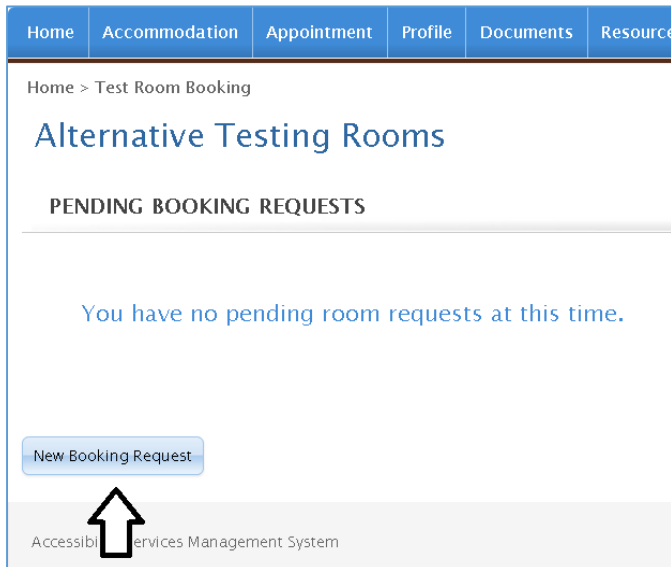 Home Accommodation Appointment Profile Documents Resource
Home > Test Room Booking
Alternative Testing Rooms
PENDING BOOKING REQUESTS
You have no pending room requests at this time.
New Booking Request
Services Management System